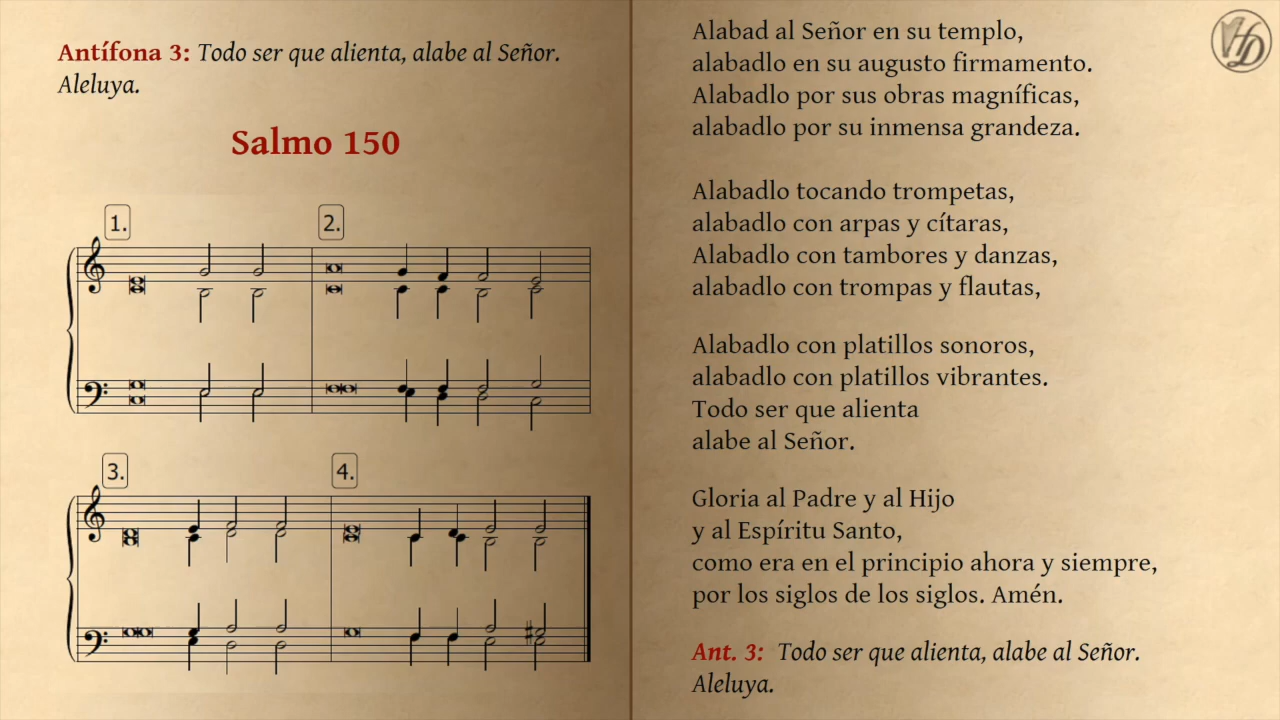 Antífona 3: Todo ser que alienta, alabe al Señor.
Aleluya.
Salmo 150
1.
2.
3.
4.
Alabad al Señor en su templo,
alabadlo en su augusto firmamento.
Alabadlo por sus obras magníficas,
alabadlo por su inmensa grandeza.
Alabadlo tocando trompetas,
alabadlo con arpas y cítaras,
Alabadlo con tambores y danzas,
alabadlo con trompas y flautas,
Alabadlo con platillos sonoros,
alabadlo con platillos vibrantes.
Todo ser que alienta
alabe al Señor.
Gloria al Padre y al Hijo
y al Espíritu Santo,
como era en el principio ahora y siempre,
por los siglos de los siglos. Amén.
Ant. 3: Todo ser que alienta, alabe al Señor.
Aleluya.
HD